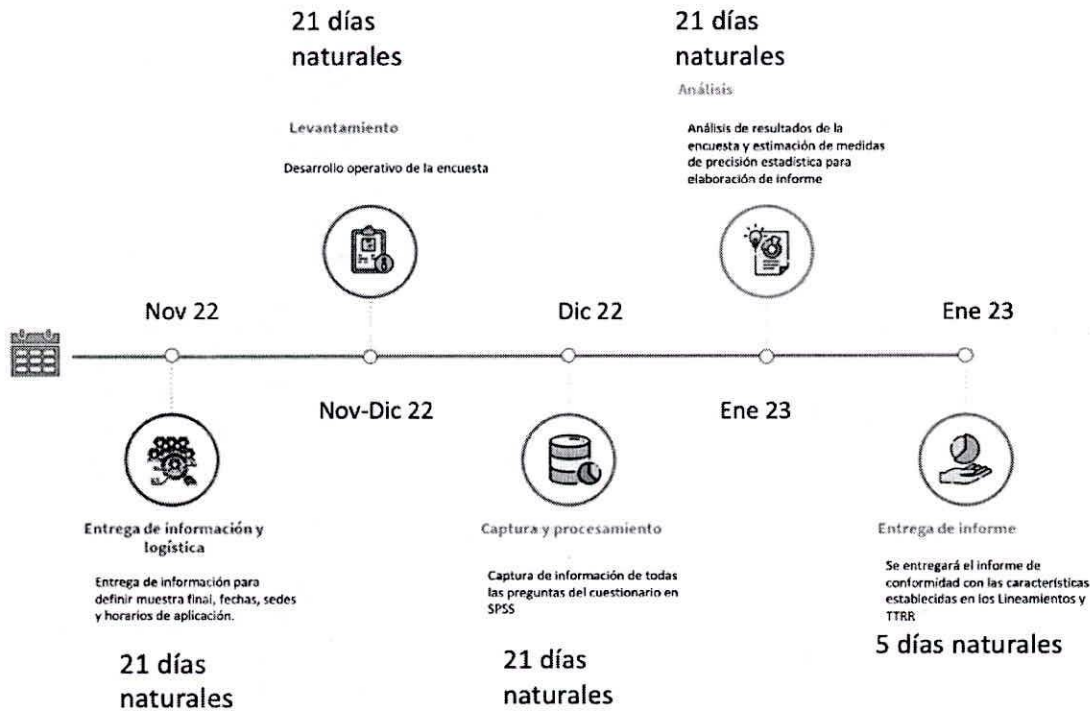 21 días
naturales
Levantamiento
Desarrollo operativo de la encuesta
21 días
naturales
Análisis
Análisis de resultados de la
encuesta y estimación de medidas
de precisión estadística para
elaboración de informe
Nov 22
Dic 22
Ene 23
Nov-Dic 22
Ene 23
Entrega de información y
logística
Entrega de información para
definir muestra final, fechas, sedes
y horarios de aplicación.
21 días
naturales
Captura y procesamiento
Captura de información de todas
las preguntas del cuestionario en
SPSS
21 días
naturales
Entrega de informe
Se entregará el informe de
conformidad con las características
establecidas en los Lineamientos y
TTRR
5 días naturales